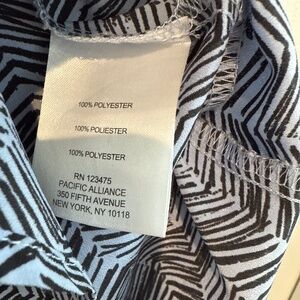 100% POLYESTER
100% POLIESTER
100% POLYESTER
RN 123475
PACIFIC ALLIANCE
350 FIFTH AVENUE
NEW YORK, NY 10118